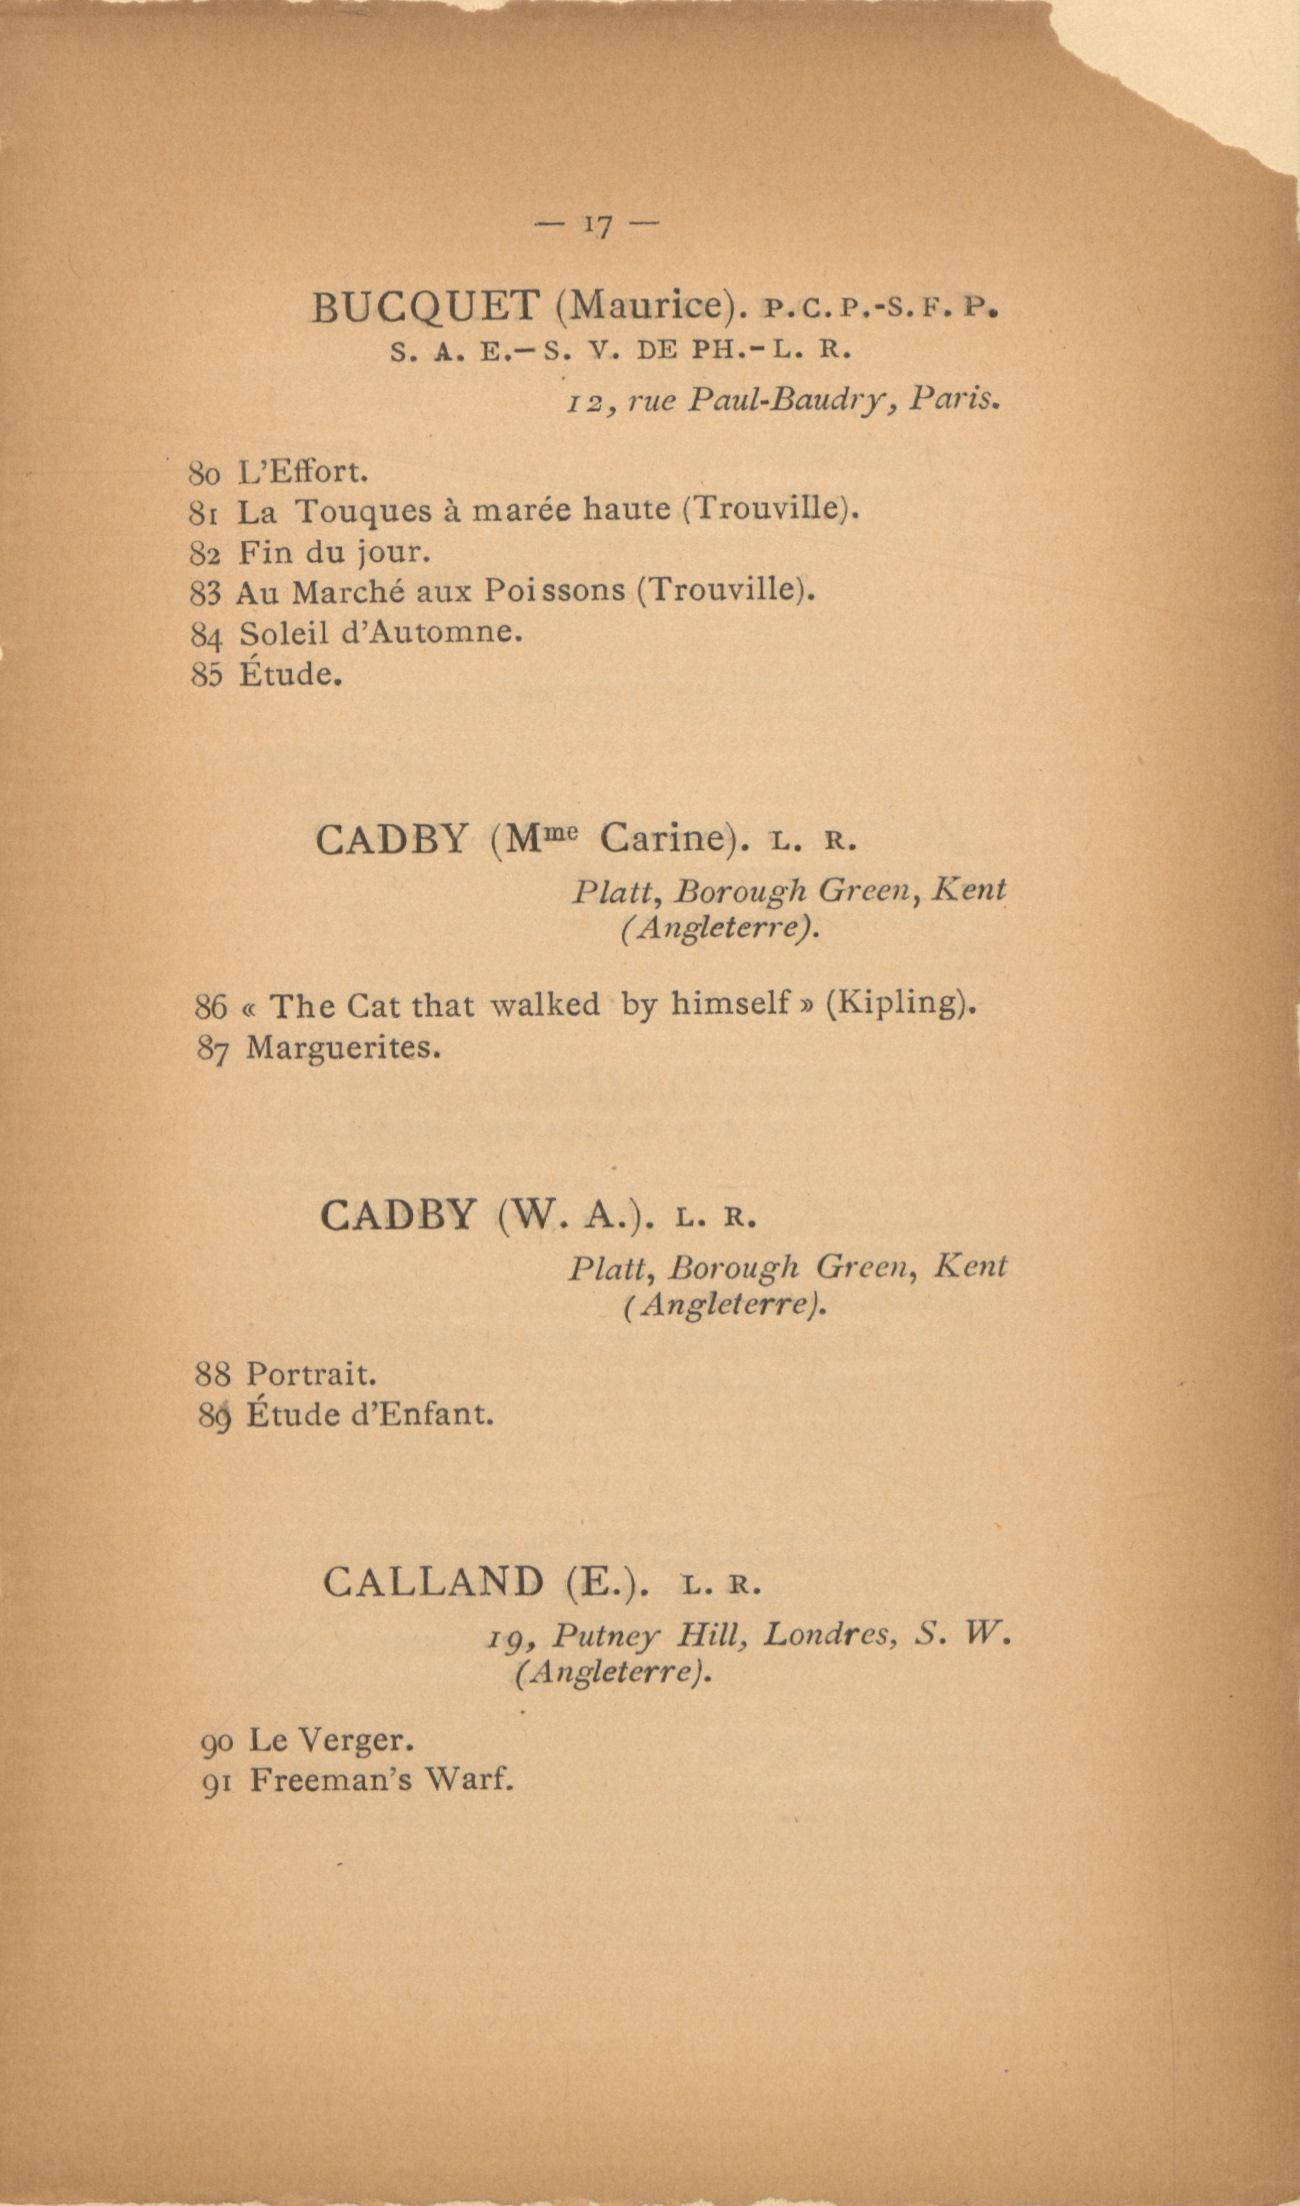 — 17 —
BUCQUET (Maurice). P.C.P.-S.F.P.
S. A. E.—S. V. DE PH.-L. R.
12, rue Paul-Baudry, Paris.
80 L'Effort.
81 La Touques à marée haute (Trouville).
82 Fin du jour.
83 Au Marché aux Poissons (Trouville).
84 Soleil d'Automne.
85 Étude.
CADBY (Mme Carine). L. R.
Platt, Borough Green, Kent
(Angleterre).
86 « The Cat that walked by himself » (Kipling).
87 Marguerites.
CADBY (W. A.). L. R.
Platt, Borough Green, Kent
(Angleterre).
88 Portrait.
89 Étude d'Enfant.
CALLAND (E.). L. R.
19, Putney Hill, Londres, S. W.
(Angleterre).
90 Le Verger.
91 Freeman's Warf.